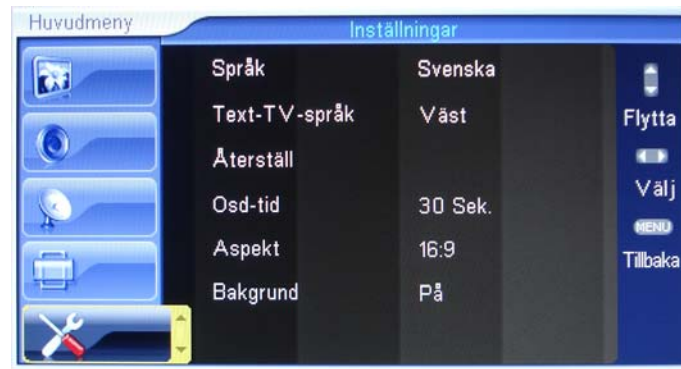 Huvudmeny
Inställningar
Språk Svenska
Text-TV-språk Väst
Återställ
Osd-tid 30 Sek.
Aspekt 16:9
Bakgrund På
Flytta
Välj
MENU
Tillbaka